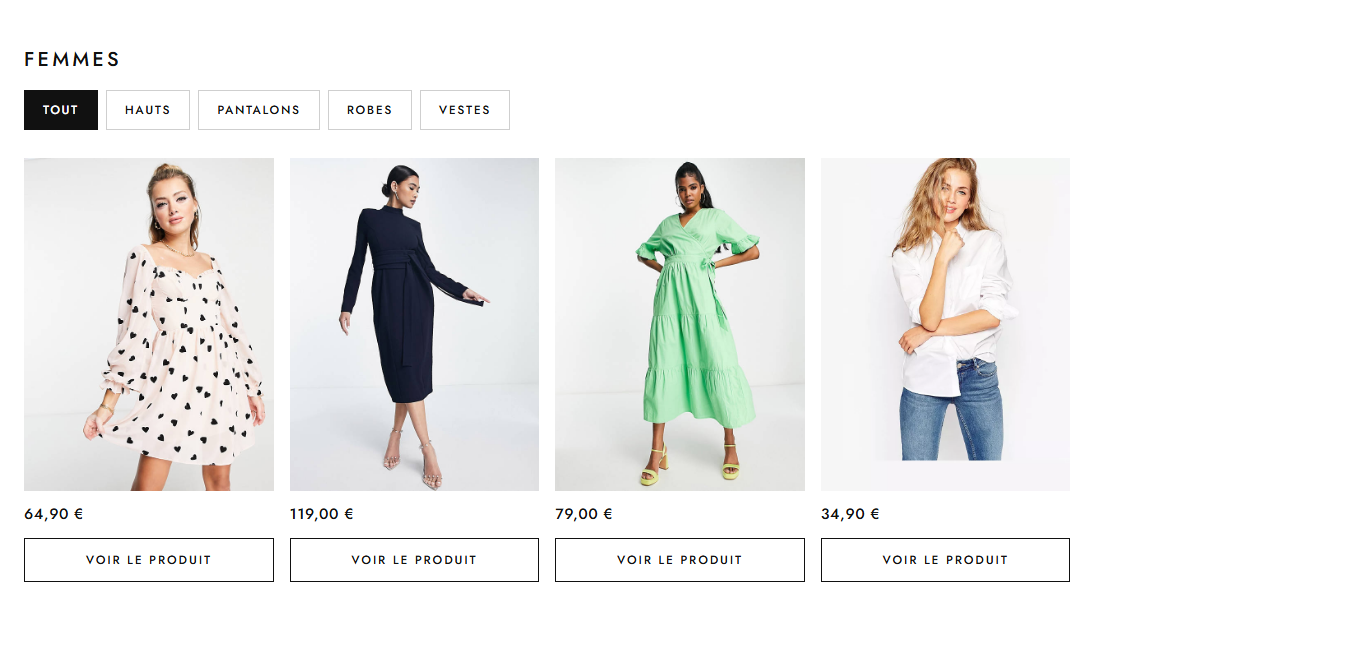 FEMMES
TOUT HAUTS PANTALONS ROBES VESTES
64,90 € 119,00 € 79,00 € 34,90 €
VOIR LE PRODUIT VOIR LE PRODUIT VOIR LE PRODUIT VOIR LE PRODUIT